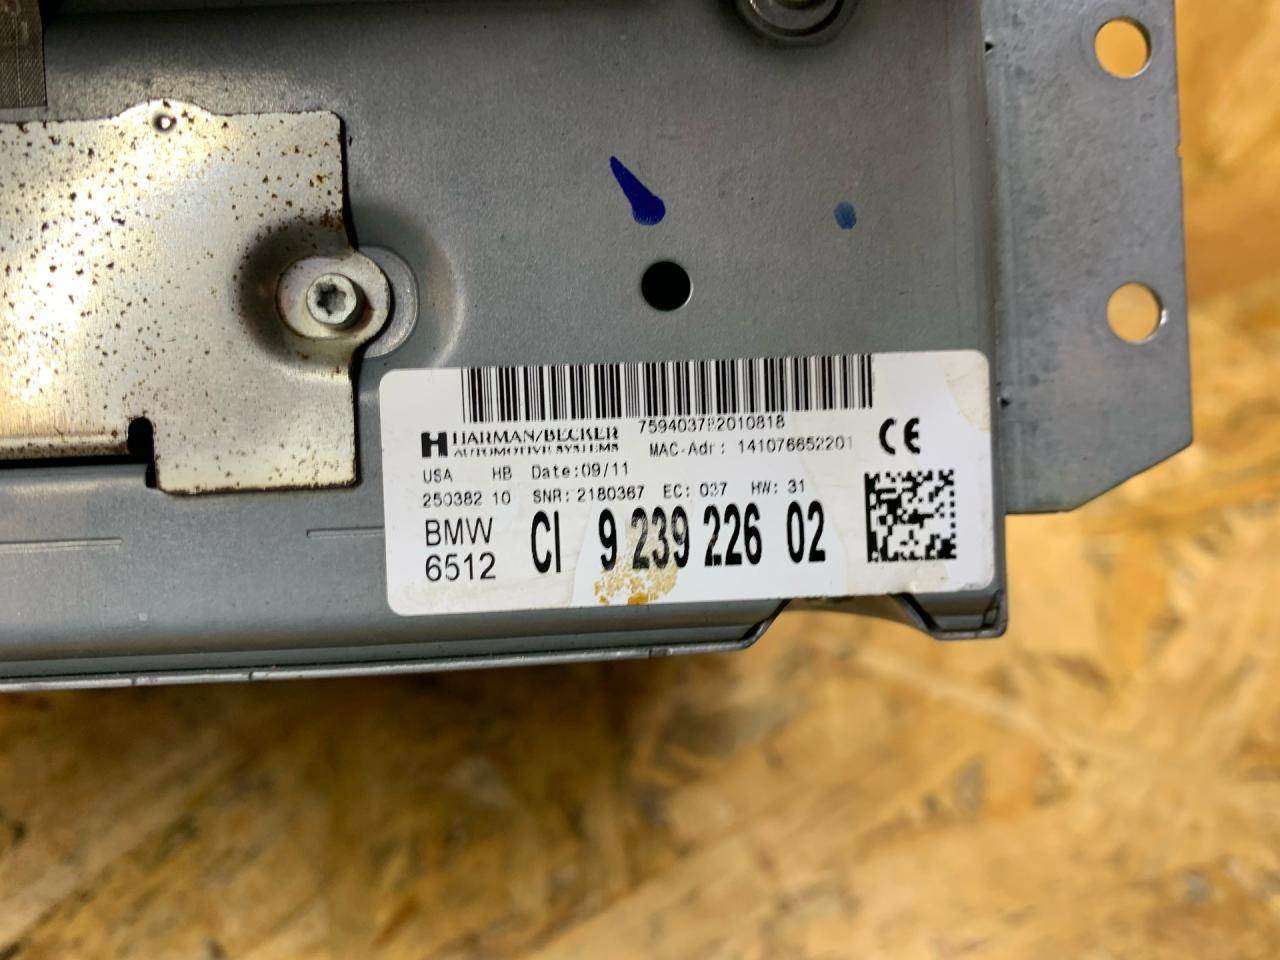 759403782010818
HARMAN/BECKER
AUTOMOTIVE SYSTEMS
MAC-Adr: 141076652201
CE
USA HB Date:09/11
250382 10 SNR: 2180367 EC: 037 HW: 31
BMW
6512
CI 9 239 226 02